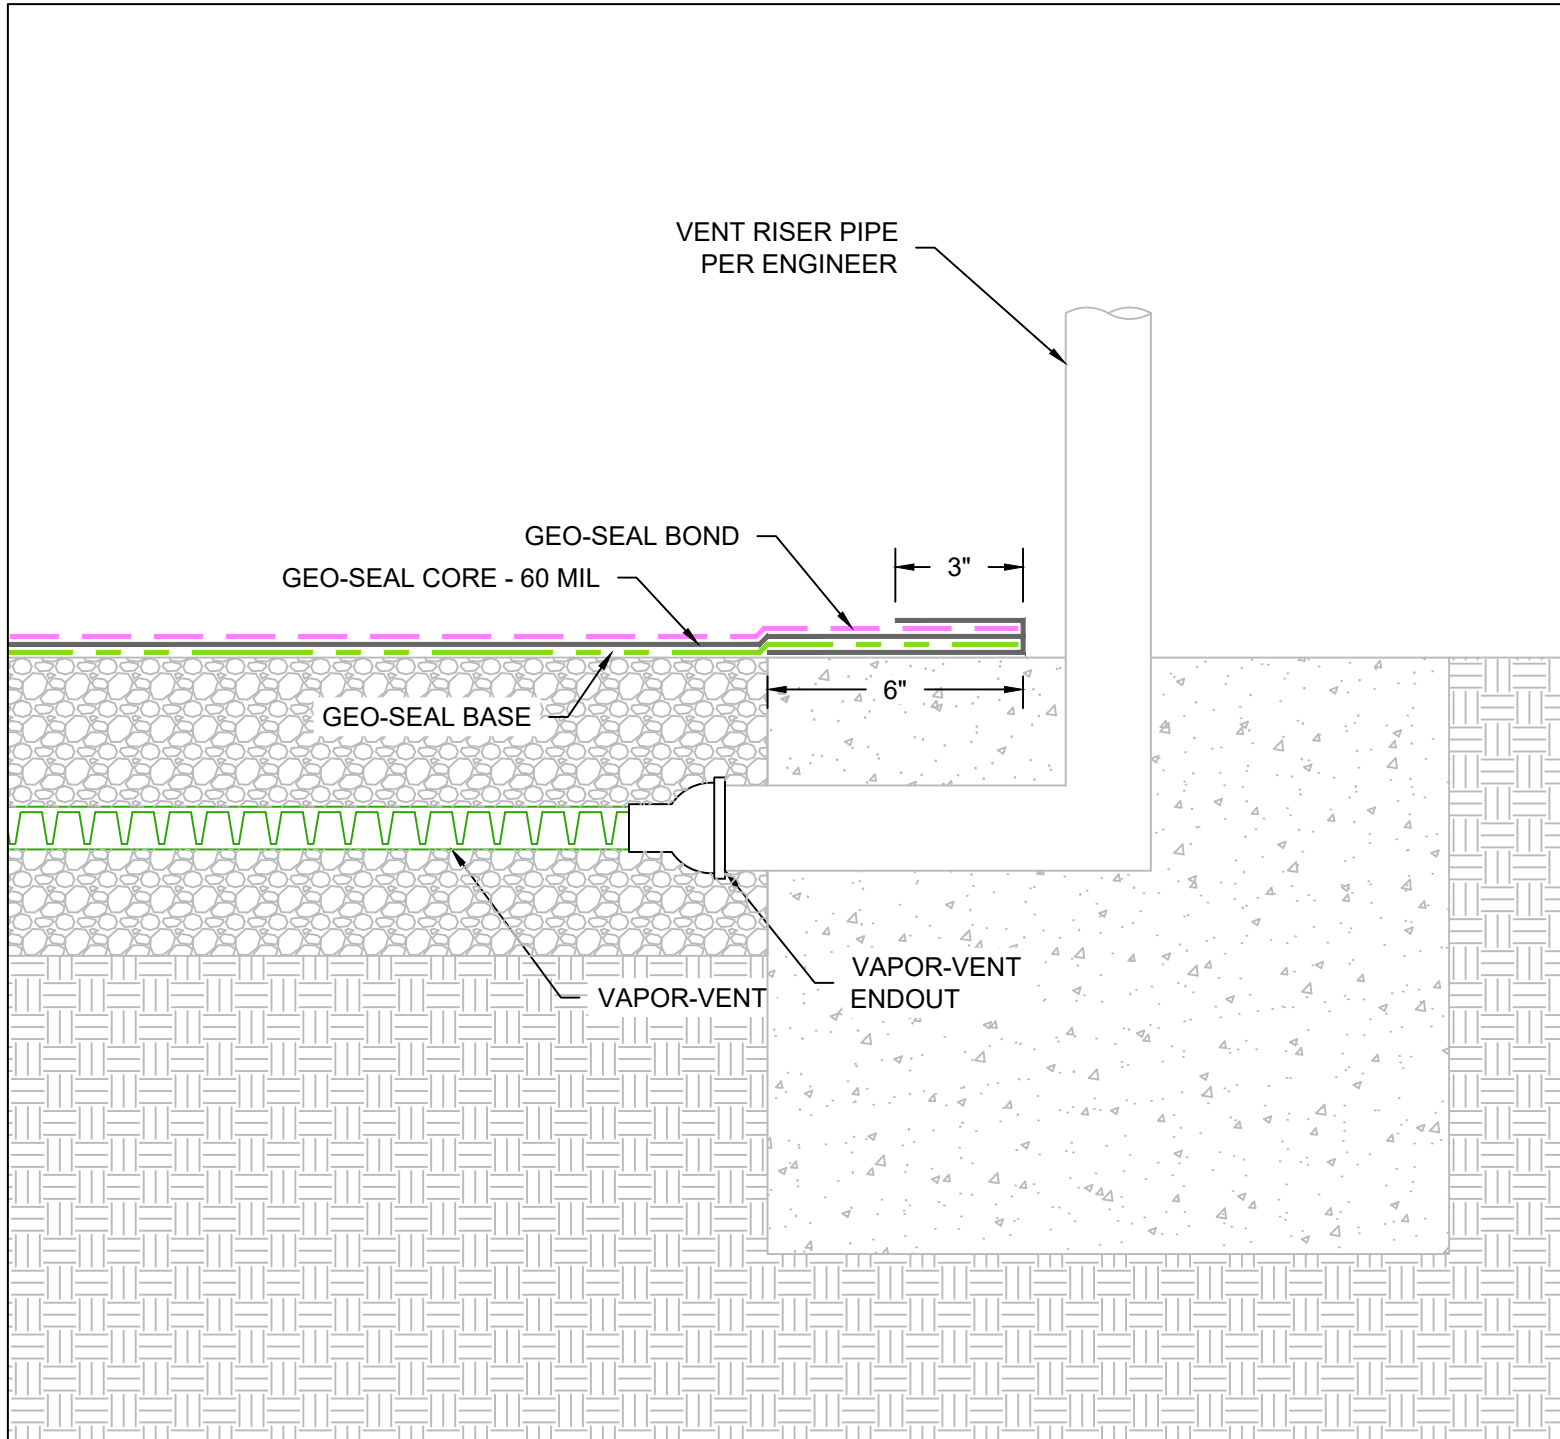 VENT RISER PIPE
PER ENGINEER
GEO-SEAL BOND
3"
GEO-SEAL CORE - 60 MIL
6"
GEO-SEAL BASE
VAPOR-VENT
ENDOUT
VAPOR-VENT